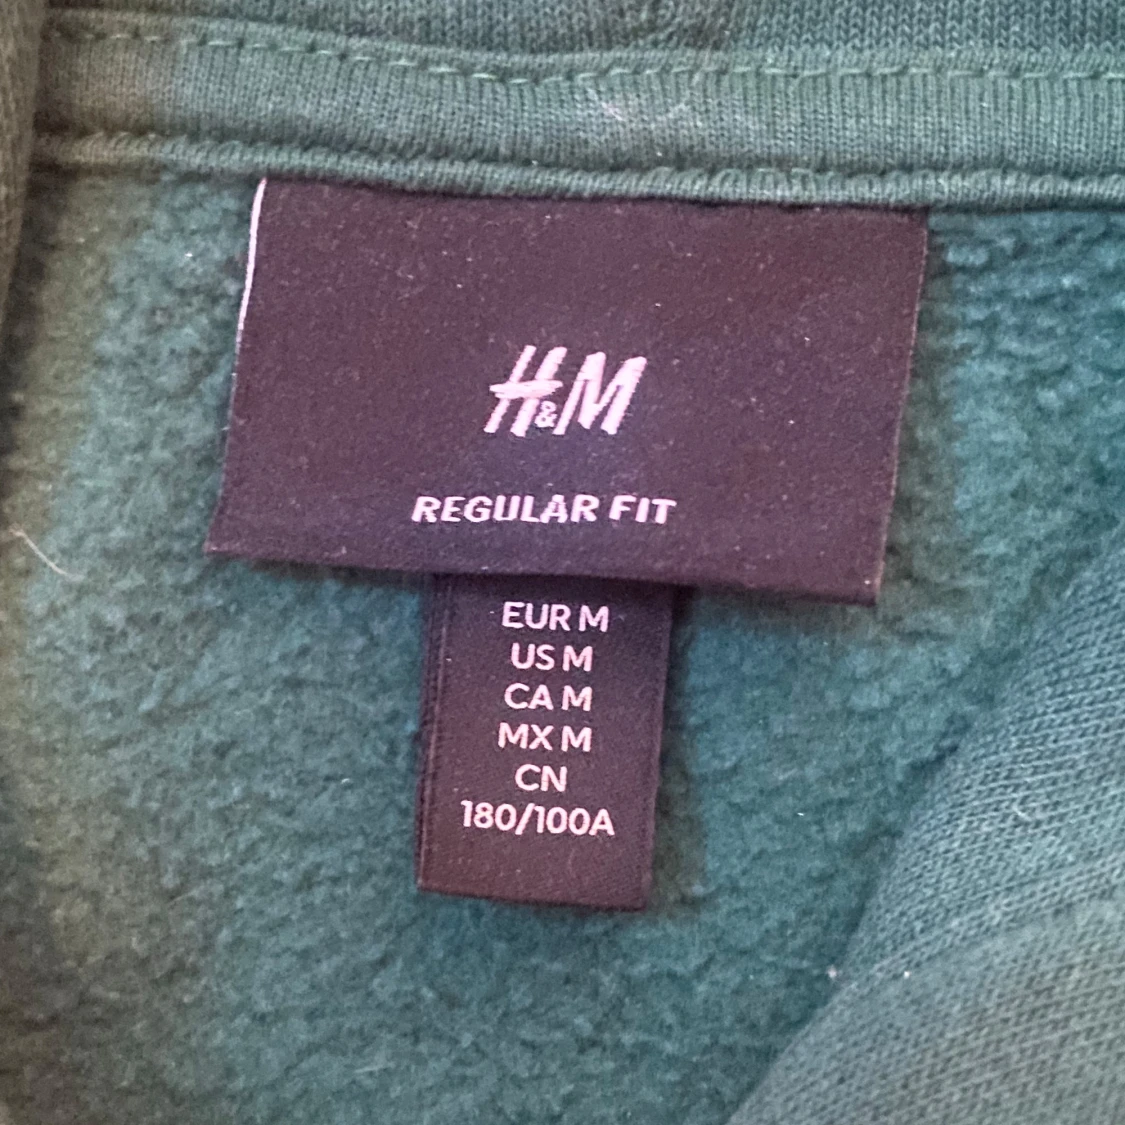 H&M
REGULAR FIT
EUR M
US M
CA M
MX M
CN
180/100A